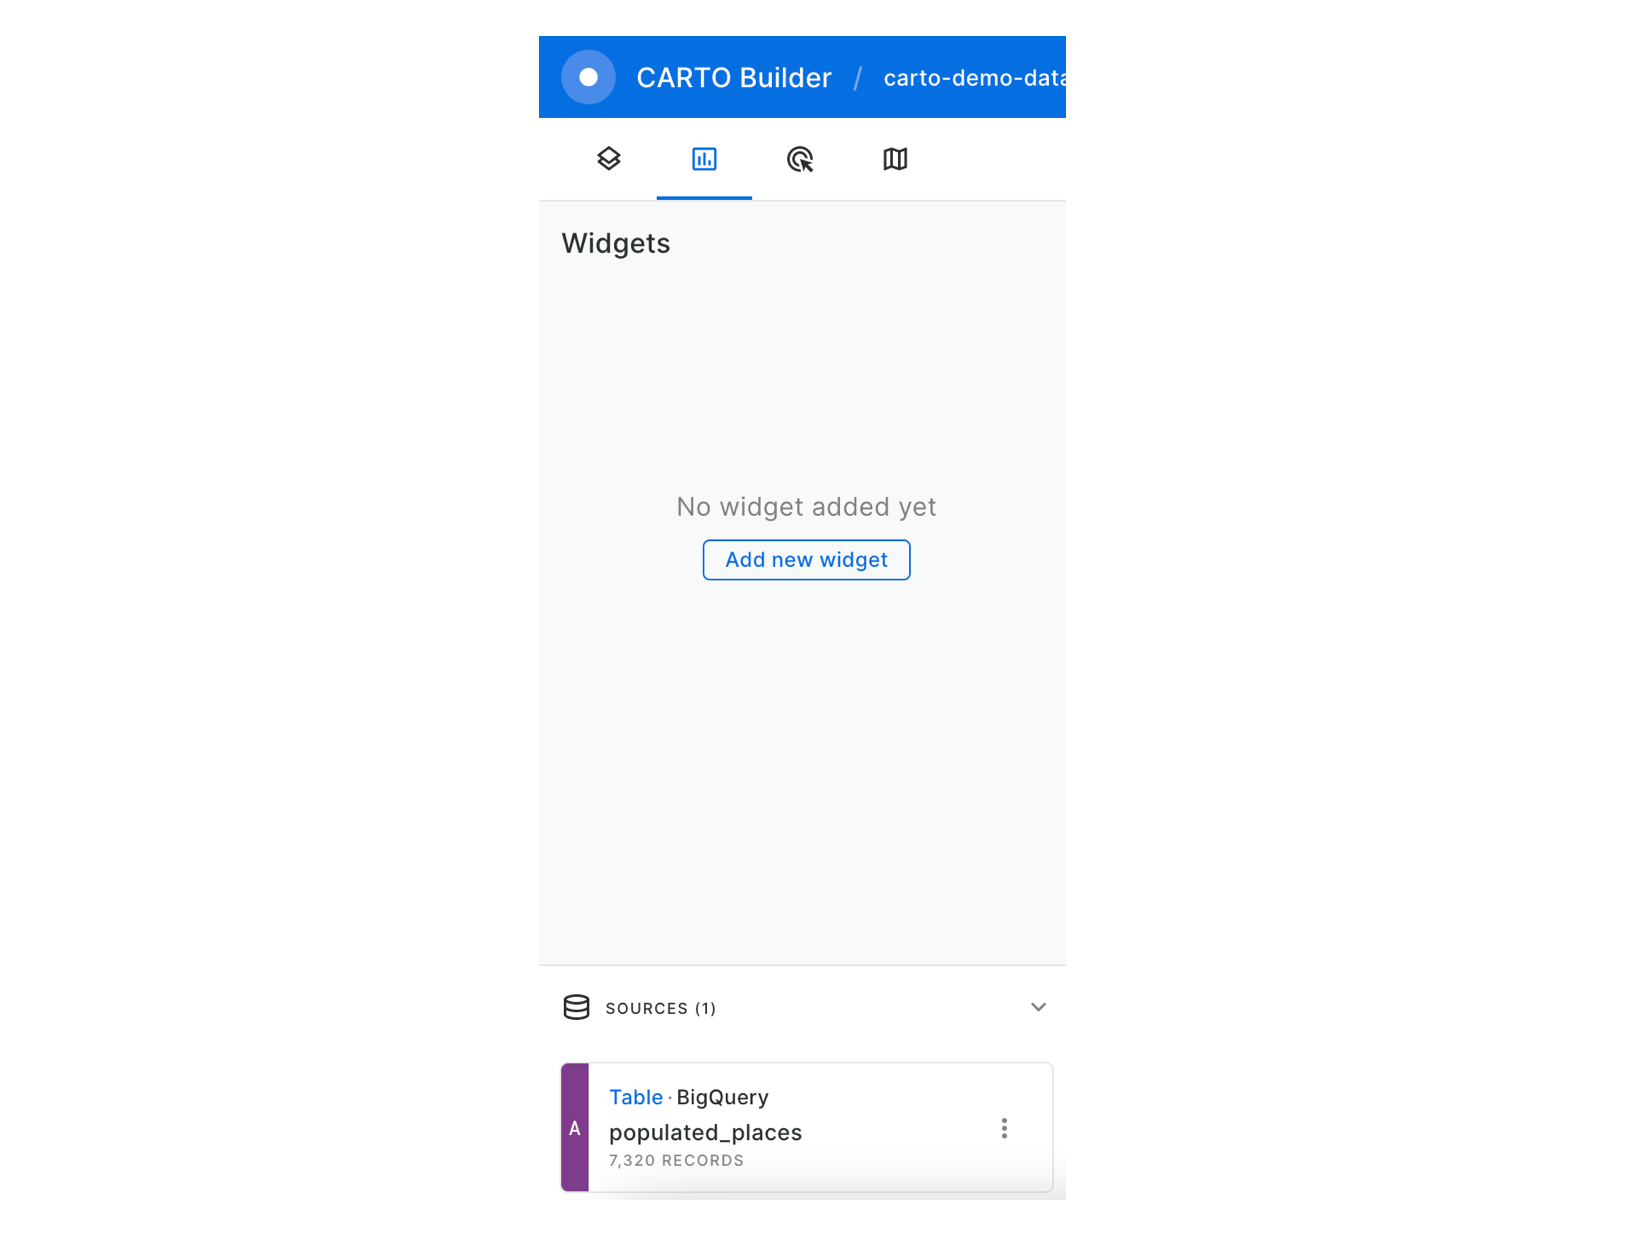 CARTO Builder / carto-demo-data
Widgets
No widget added yet
Add new widget
SOURCES (1)
A
Table · BigQuery
populated_places
7,320 RECORDS